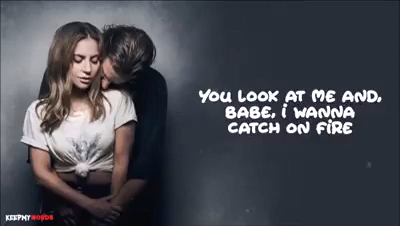 YOU LOOK AT ME AND,
BABE, i WANNA
CATCH ON FiRE
KEEPMYWORDS